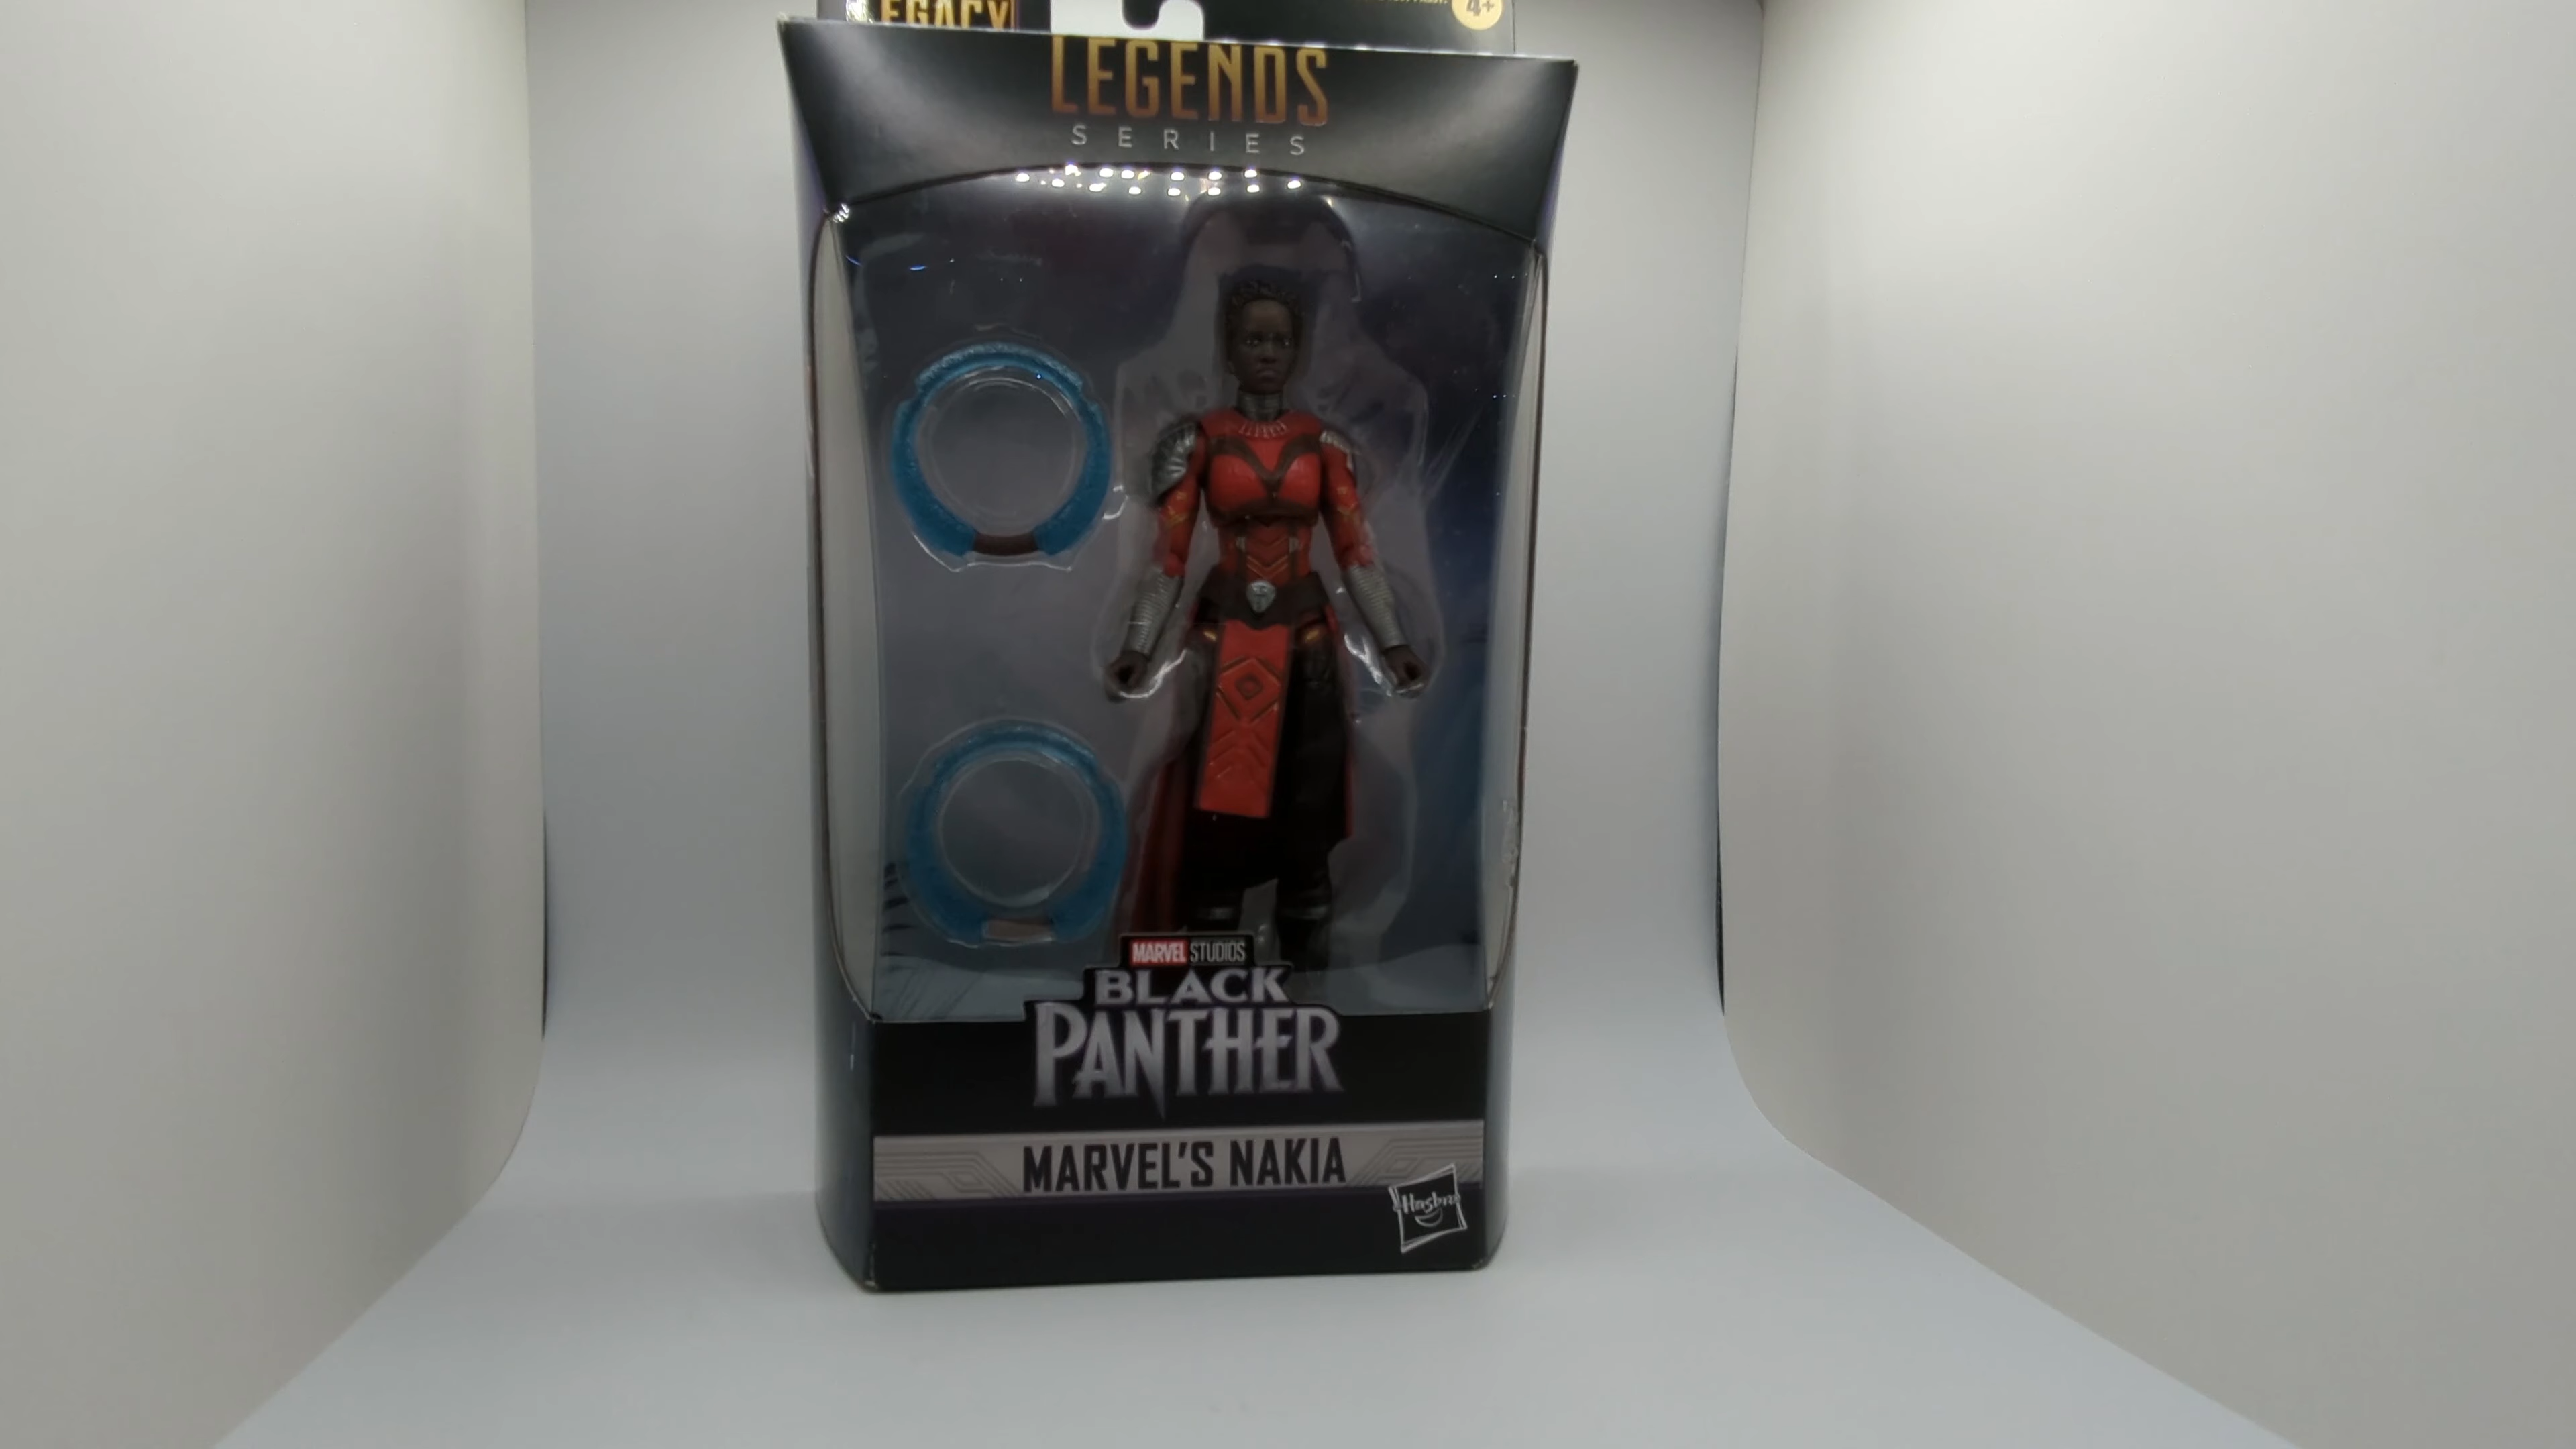 LEGENDS
SERIES
4+
MARVEL STUDIOS
BLACK
PANTHER
MARVEL'S NAKIA
Hasbro